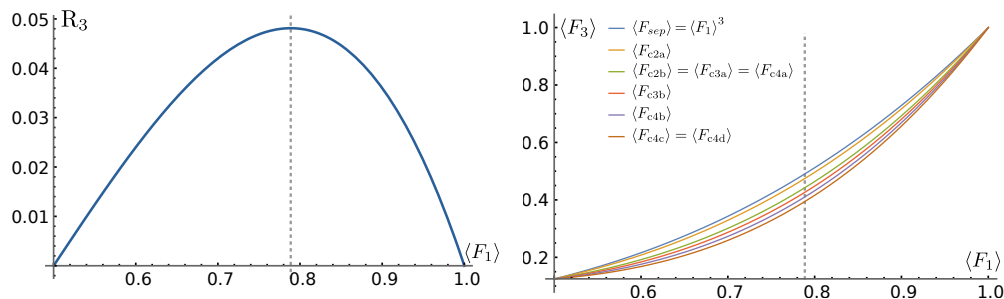 R₃
0.05
0.04
0.03
0.02
0.01
0.6
0.7
0.8
0.9
1.0
⟨F₁⟩
⟨F₃⟩
1.0
0.8
0.6
0.4
0.2
⟨F_sep⟩ = ⟨F₁⟩³
⟨F_c2a⟩
⟨F_c2b⟩ = ⟨F_c3a⟩ = ⟨F_c4a⟩
⟨F_c3b⟩
⟨F_c4b⟩
⟨F_c4c⟩ = ⟨F_c4d⟩
0.6
0.7
0.8
0.9
1.0
⟨F₁⟩